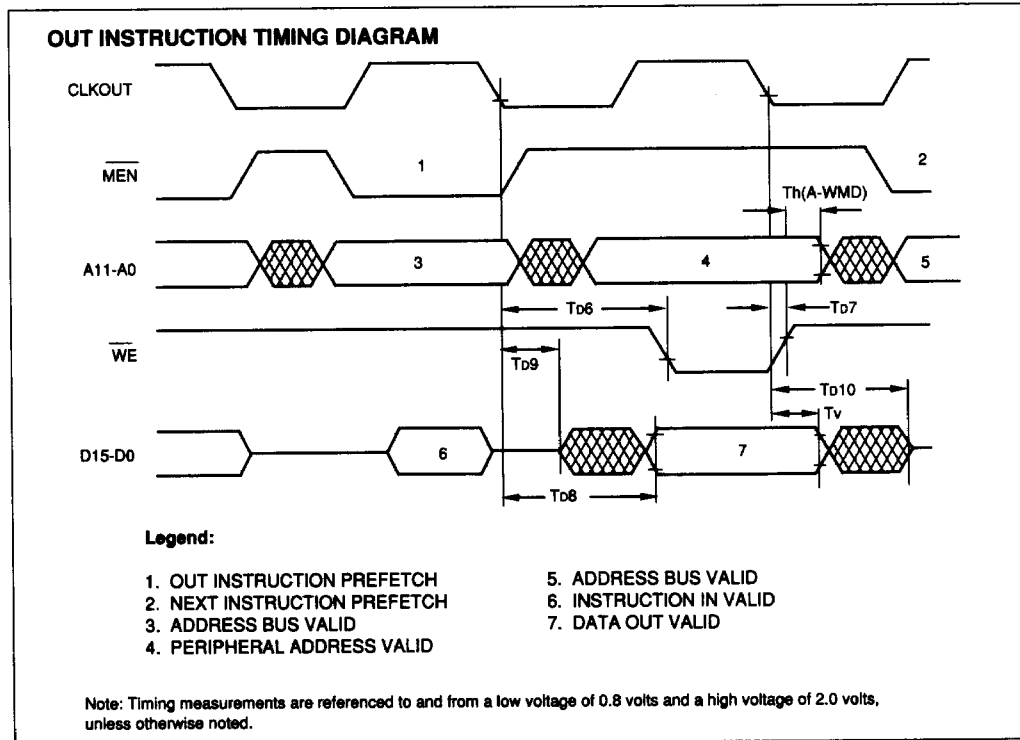 OUT INSTRUCTION TIMING DIAGRAM
CLKOUT
MEN
1
2
Th(A-WMD)
A11-A0
3
4
5
TD6
TD7
WE
TD9
TD10
Tv
D15-D0
6
7
TD8
Legend:
1. OUT INSTRUCTION PREFETCH
2. NEXT INSTRUCTION PREFETCH
3. ADDRESS BUS VALID
4. PERIPHERAL ADDRESS VALID
5. ADDRESS BUS VALID
6. INSTRUCTION IN VALID
7. DATA OUT VALID
Note: Timing measurements are referenced to and from a low voltage of 0.8 volts and a high voltage of 2.0 volts,
unless otherwise noted.